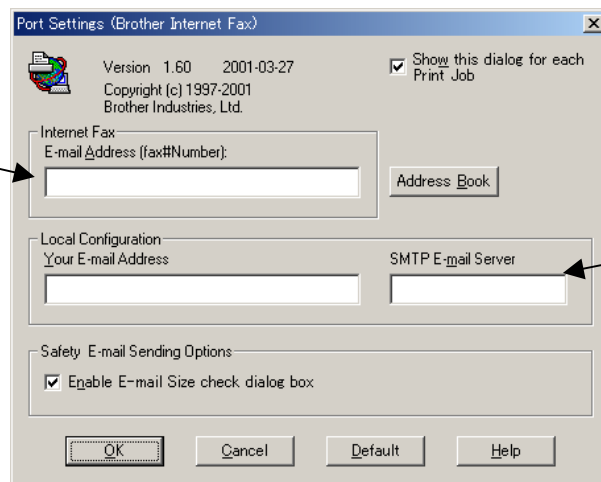 Port Settings (Brother Internet Fax)
Version 1.60 2001-03-27
Copyright (c) 1997-2001
Brother Industries, Ltd.
Show this dialog for each
Print Job
Internet Fax
E-mail Address (fax#Number):
Address Book
Local Configuration
Your E-mail Address
SMTP E-mail Server
Safety E-mail Sending Options
Enable E-mail Size check dialog box
OK Cancel Default Help